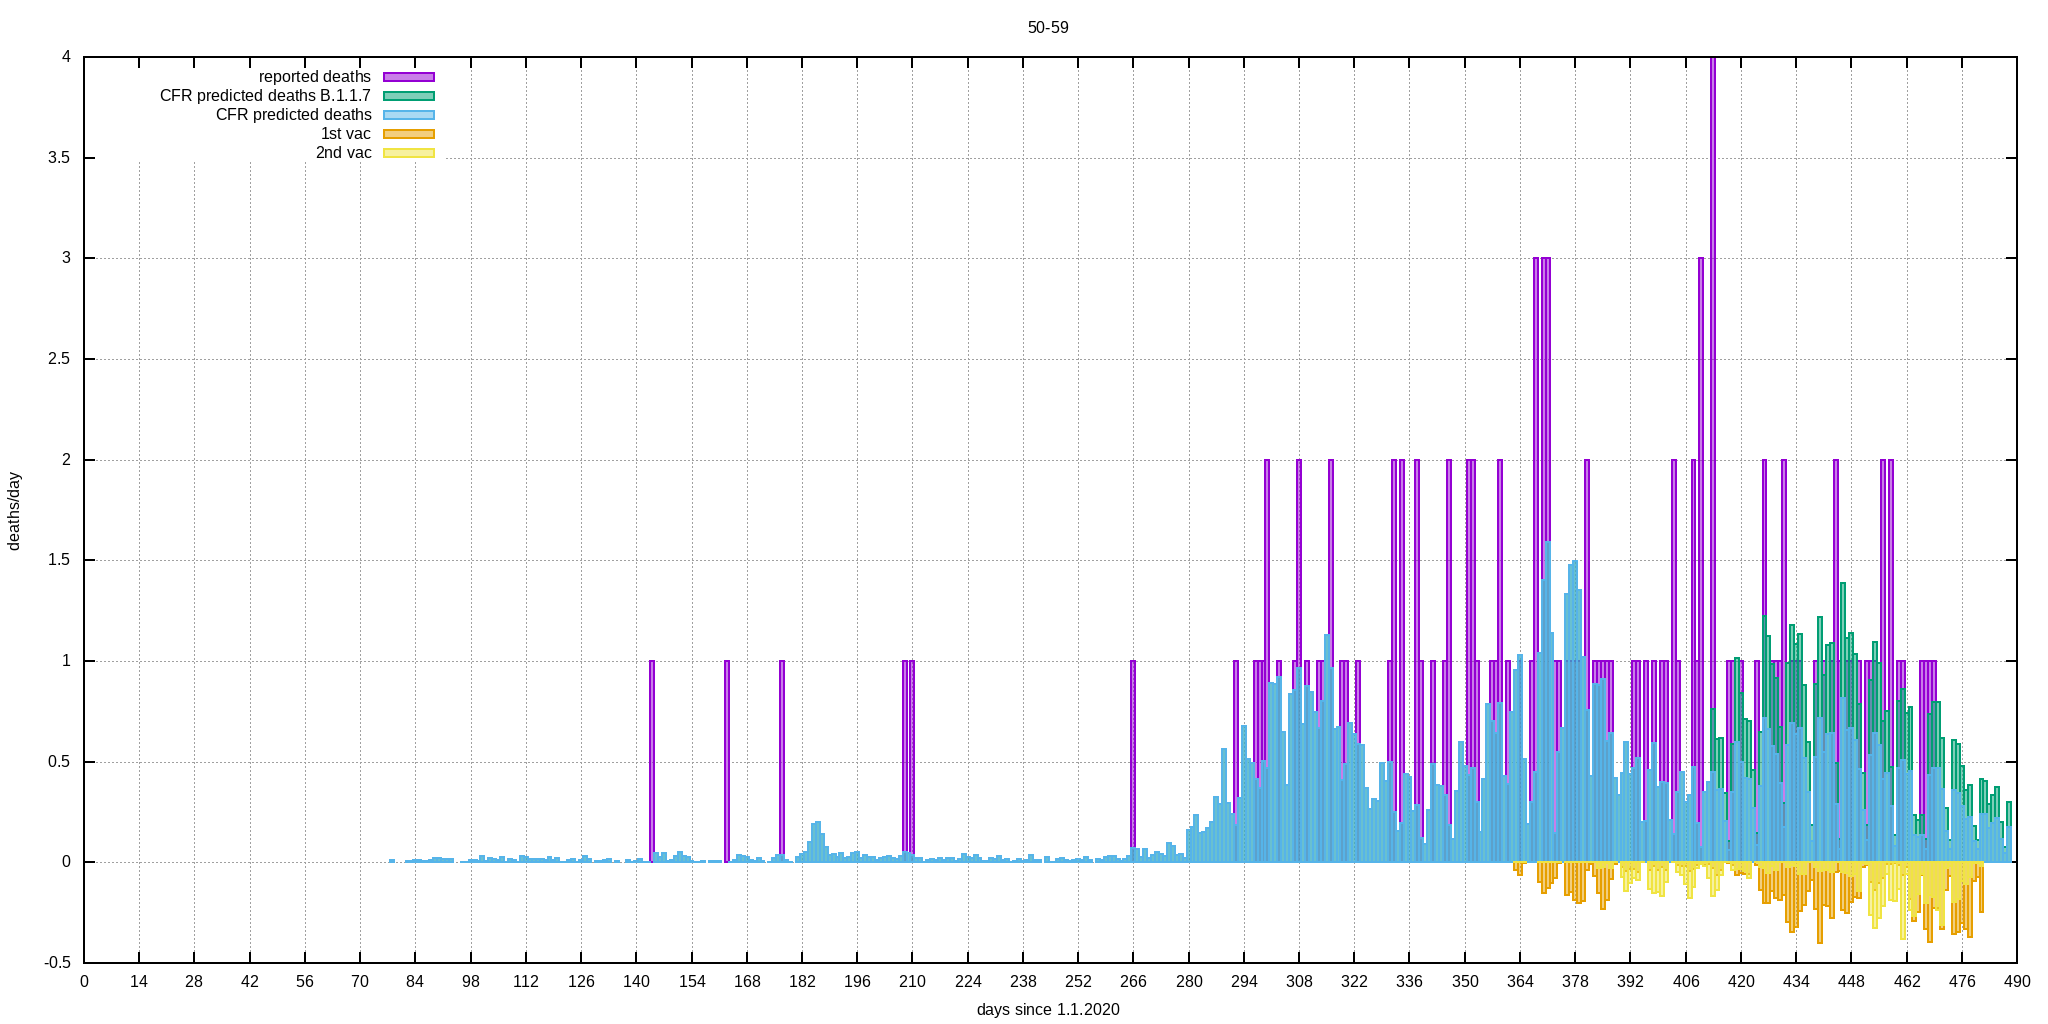 50-59
reported deaths
CFR predicted deaths B.1.1.7
CFR predicted deaths
1st vac
2nd vac
4
3.5
3
2.5
2
1.5
1
0.5
0
-0.5
deaths/day
0 14 28 42 56 70 84 98 112 126 140 154 168 182 196 210 224 238 252 266 280 294 308 322 336 350 364 378 392 406 420 434 448 462 476 490
days since 1.1.2020